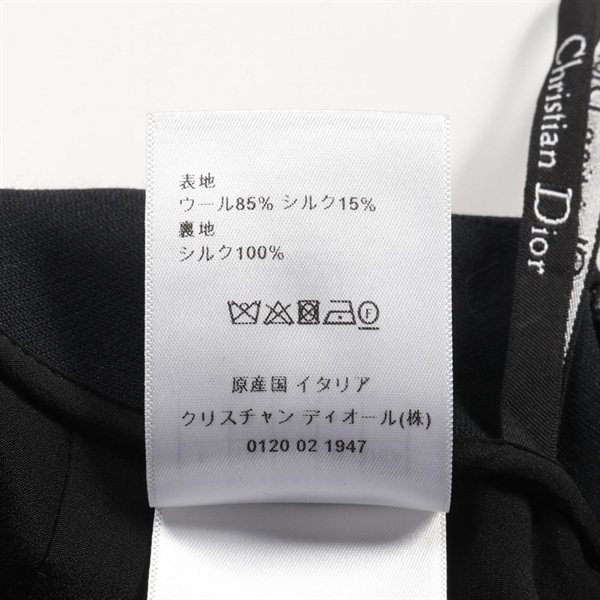 表地
ウール85% シルク15%
裏地
シルク100%
F
原産国 イタリア
クリスチャン ディオール(株)
0120 02 1947
Christian Dior